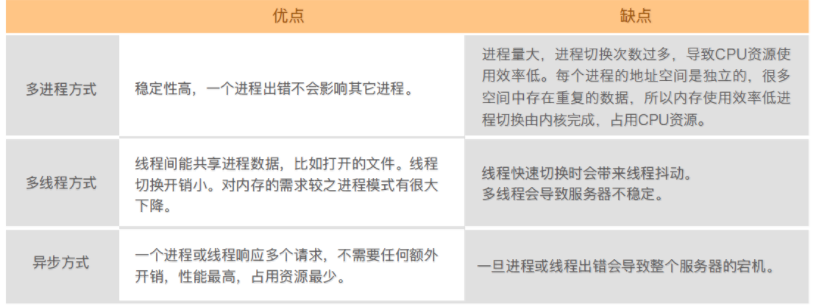 优点
缺点
多进程方式
稳定性高，一个进程出错不会影响其它进程。
进程量大，进程切换次数过多，导致CPU资源使
用效率低。每个进程的地址空间是独立的，很多
空间中存在重复的数据，所以内存使用效率低进
程切换由内核完成，占用CPU资源。
多线程方式
线程间能共享进程数据，比如打开的文件。线程
切换开销小。对内存的需求较之进程模式有很大
下降。
线程快速切换时会带来线程抖动。
多线程会导致服务器不稳定。
异步方式
一个进程或线程响应多个请求，不需要任何额外
开销，性能最高，占用资源最少。
一旦进程或线程出错会导致整个服务器的宕机。